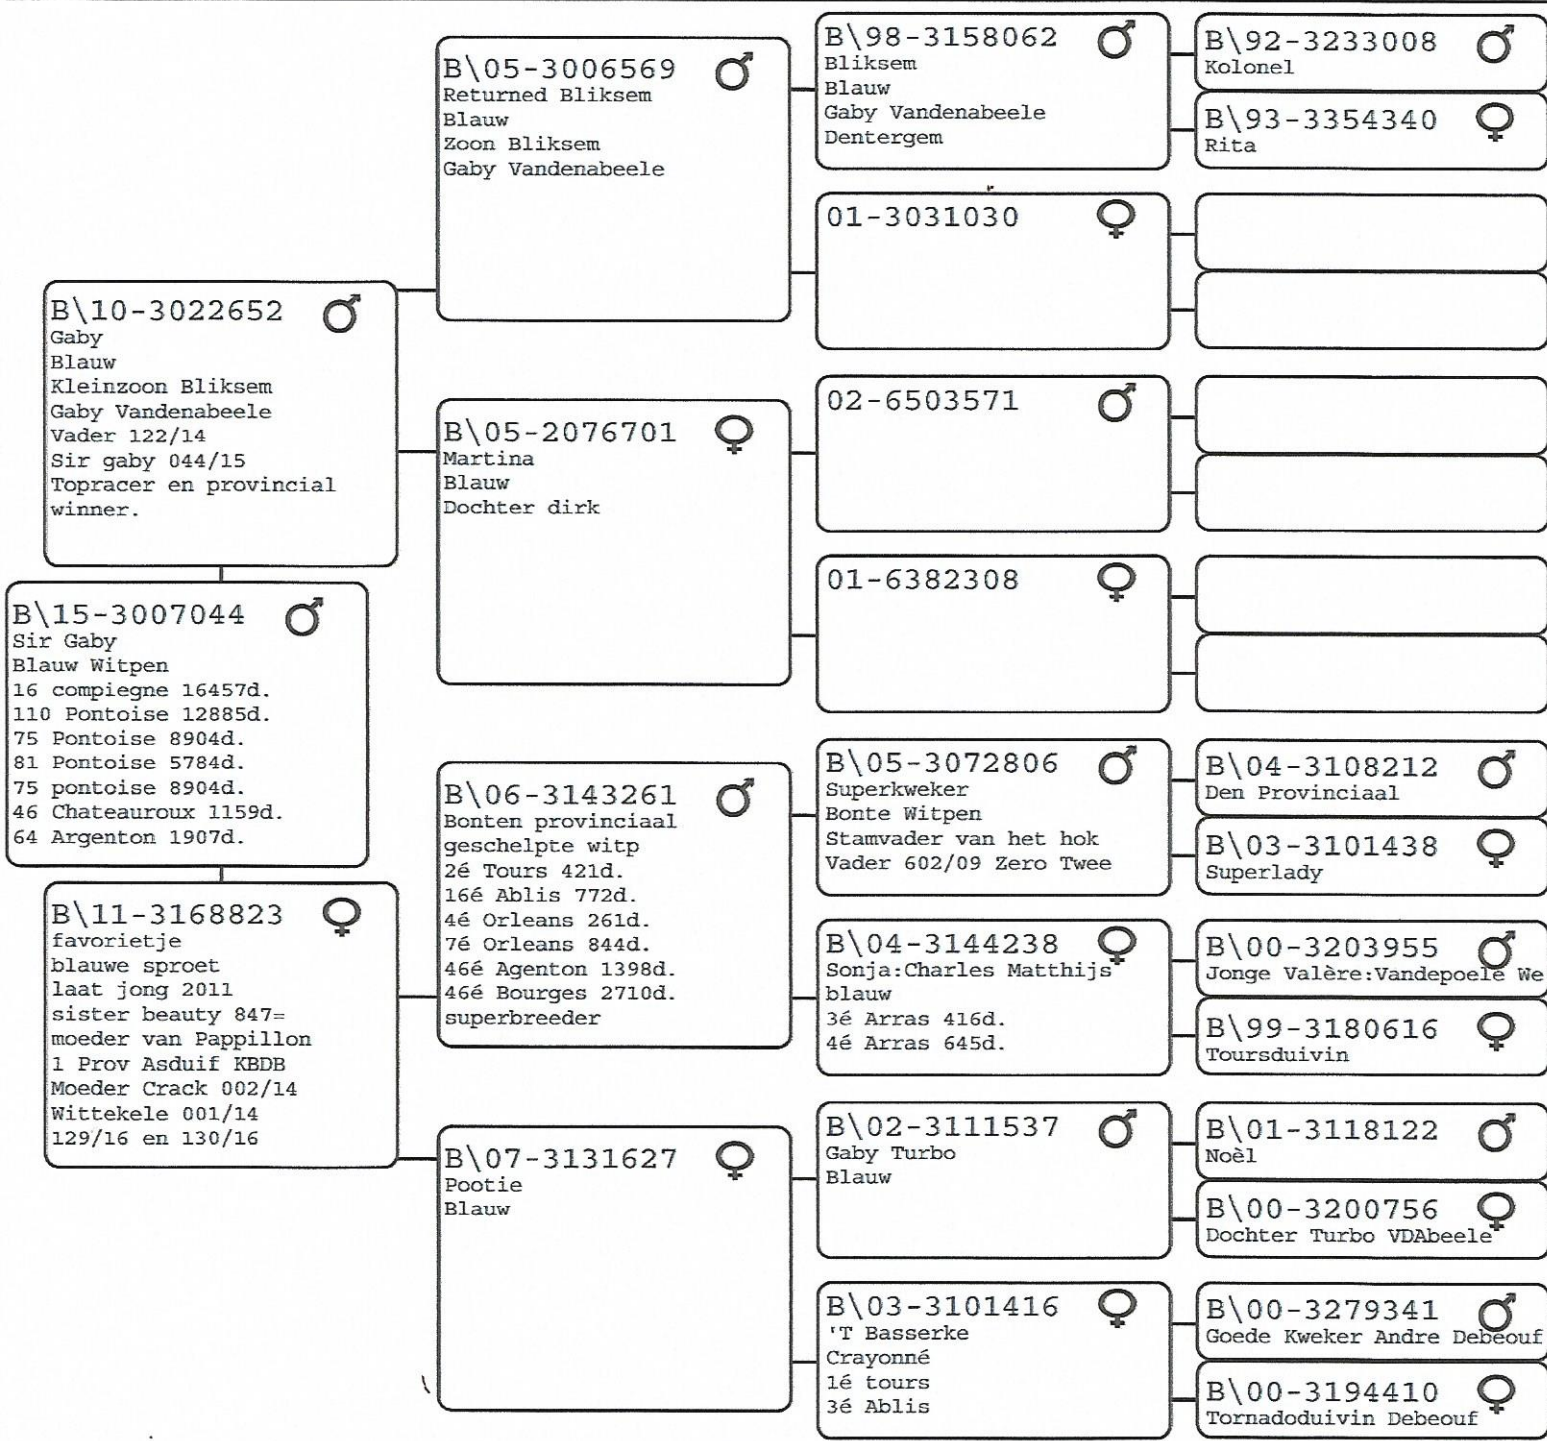 B\15-3007044
Sir Gaby
Blauw Witpen
16 compiegne 16457d.
110 Pontoise 12885d.
75 Pontoise 8904d.
81 Pontoise 5784d.
75 pontoise 8904d.
46 Chateauroux 1159d.
64 Argenton 1907d.
B\10-3022652
Gaby
Blauw
Kleinzoon Bliksem
Gaby Vandenabeele
Vader 122/14
Sir gaby 044/15
Topracer en provincial
winner.
B\11-3168823
favorietje
blauwe sproet
laat jong 2011
sister beauty 847=
moeder van Pappillon
1 Prov Asduif KBDB
Moeder Crack 002/14
Wittekele 001/14
129/16 en 130/16
B\05-3006569
Returned Bliksem
Blauw
Zoon Bliksem
Gaby Vandenabeele
B\05-2076701
Martina
Blauw
Dochter dirk
B\06-3143261
Bonten provinciaal
geschelpte witp
2é Tours 421d.
16é Ablis 772d.
4é Orleans 261d.
7é Orleans 844d.
46é Agenton 1398d.
46é Bourges 2710d.
superbreeder
B\07-3131627
Pootie
Blauw
B\98-3158062
Bliksem
Blauw
Gaby Vandenabeele
Dentergem
01-3031030
02-6503571
01-6382308
B\05-3072806
Superkweker
Bonte Witpen
Stamvader van het hok
Vader 602/09 Zero Twee
B\04-3144238
Sonja:Charles Matthijs
blauw
3é Arras 416d.
4é Arras 645d.
B\02-3111537
Gaby Turbo
Blauw
B\03-3101416
'T Basserke
Crayonné
1é tours
3é Ablis
B\92-3233008
Kolonel
B\93-3354340
Rita
B\04-3108212
Den Provinciaal
B\03-3101438
Superlady
B\00-3203955
Jonge Valère:Vandepoele We
B\99-3180616
Toursduivin
B\01-3118122
Noèl
B\00-3200756
Dochter Turbo VDAbeele
B\00-3279341
Goede Kweker Andre Debeouf
B\00-3194410
Tornadoduivin Debeouf